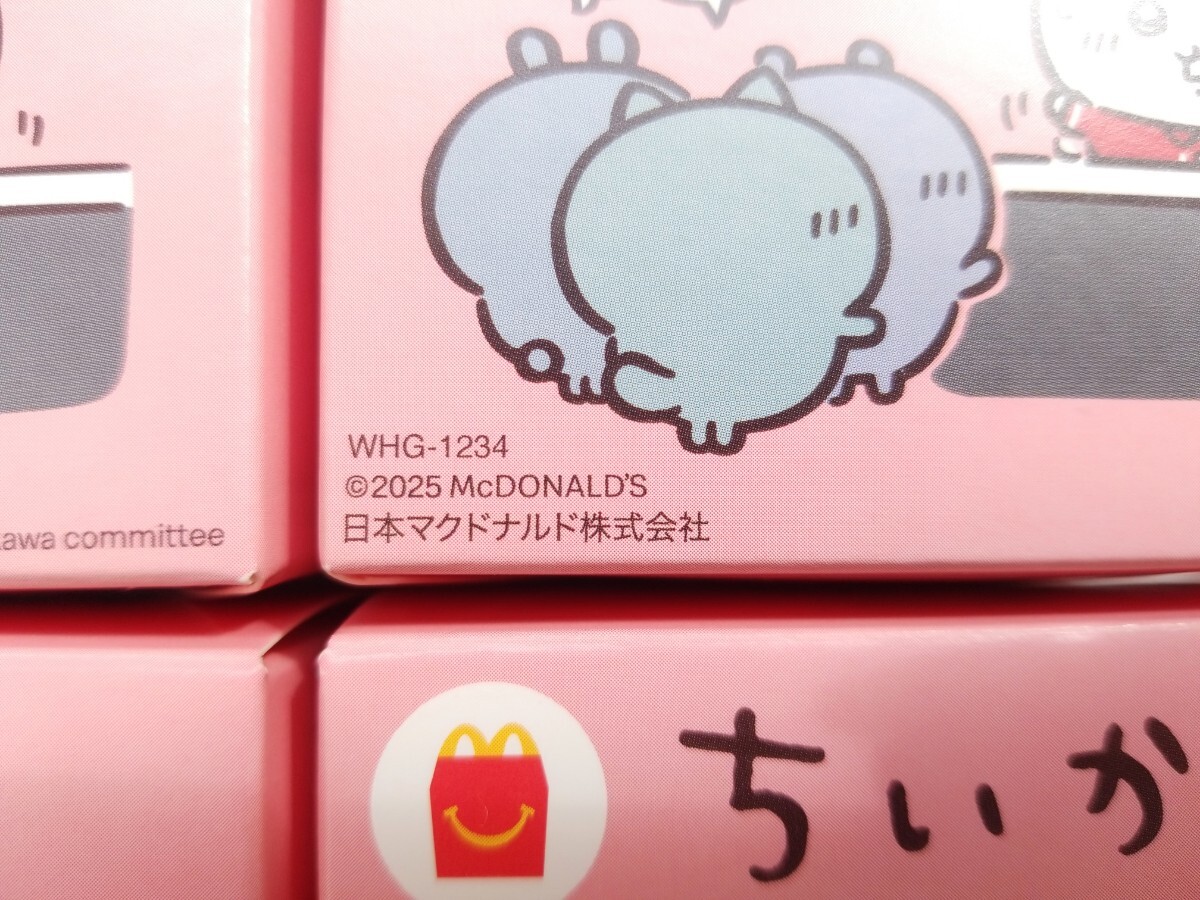 WHG-1234
©2025 McDONALD'S
日本マクドナルド株式会社
committee
ちいか